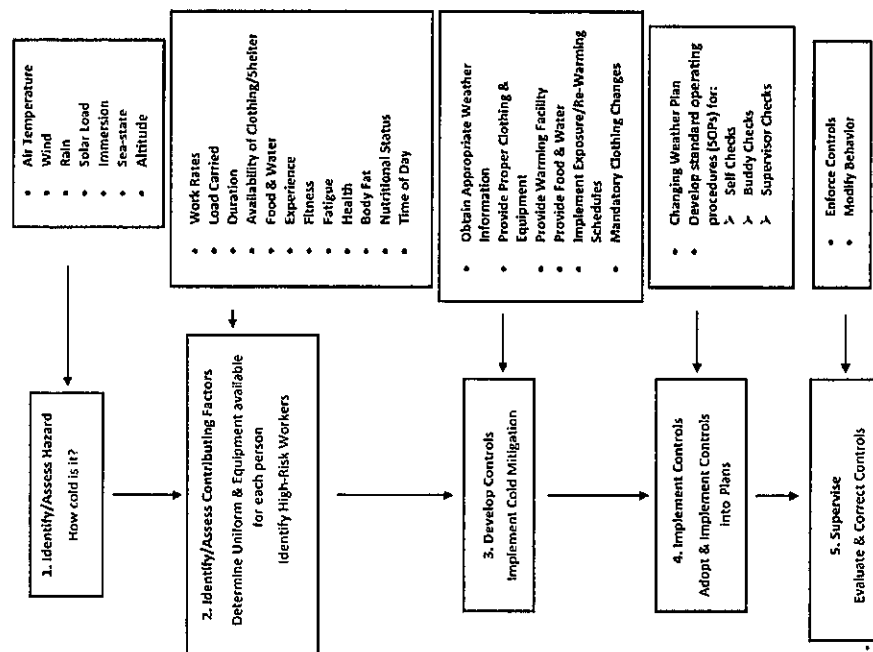 1. Identify/Assess Hazard
How cold is it?
• Air Temperature
• Wind
• Rain
• Solar Load
• Immersion
• Sea-state
• Altitude
2. Identify/Assess Contributing Factors
Determine Uniform & Equipment available
for each person
Identify High-Risk Workers
• Work Rates
• Load Carried
• Duration
• Availability of Clothing/Shelter
• Food & Water
• Experience
• Fitness
• Fatigue
• Health
• Body Fat
• Nutritional Status
• Time of Day
3. Develop Controls
Implement Cold Mitigation
• Obtain Appropriate Weather
Information
• Provide Proper Clothing &
Equipment
• Provide Warming Facility
• Provide Food & Water
• Implement Exposure/Re-Warming
Schedules
• Mandatory Clothing Changes
4. Implement Controls
Adopt & Implement Controls
into Plans
• Changing Weather Plan
• Develop standard operating
procedures (SOPs) for:
➢ Self Checks
➢ Buddy Checks
➢ Supervisor Checks
5. Supervise
Evaluate & Correct Controls
• Enforce Controls
• Modify Behavior